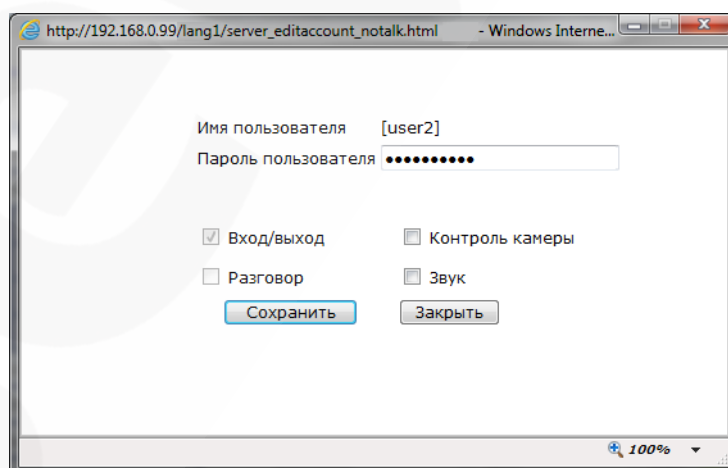 http://192.168.0.99/lang1/server_editaccount_notalk.html - Windows Interne...
Имя пользователя [user2]
Пароль пользователя ••••••••••
Вход/выход Контроль камеры
Разговор Звук
Сохранить Закрыть
100%